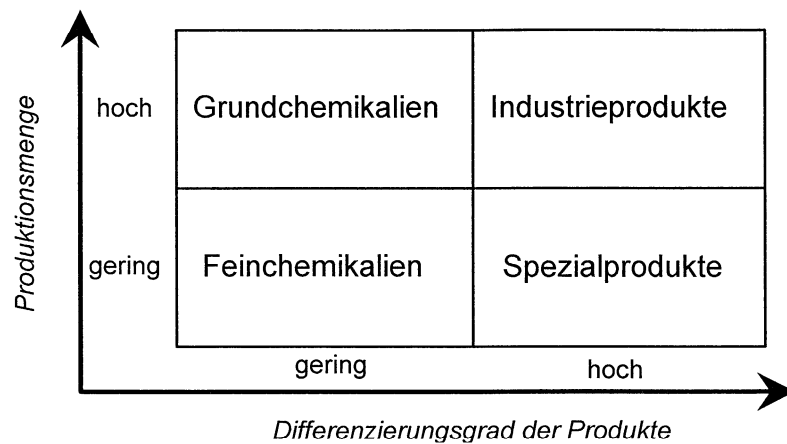 Produktionsmenge
hoch
Grundchemikalien
Industrieprodukte
gering
Feinchemikalien
Spezialprodukte
gering
hoch
Differenzierungsgrad der Produkte